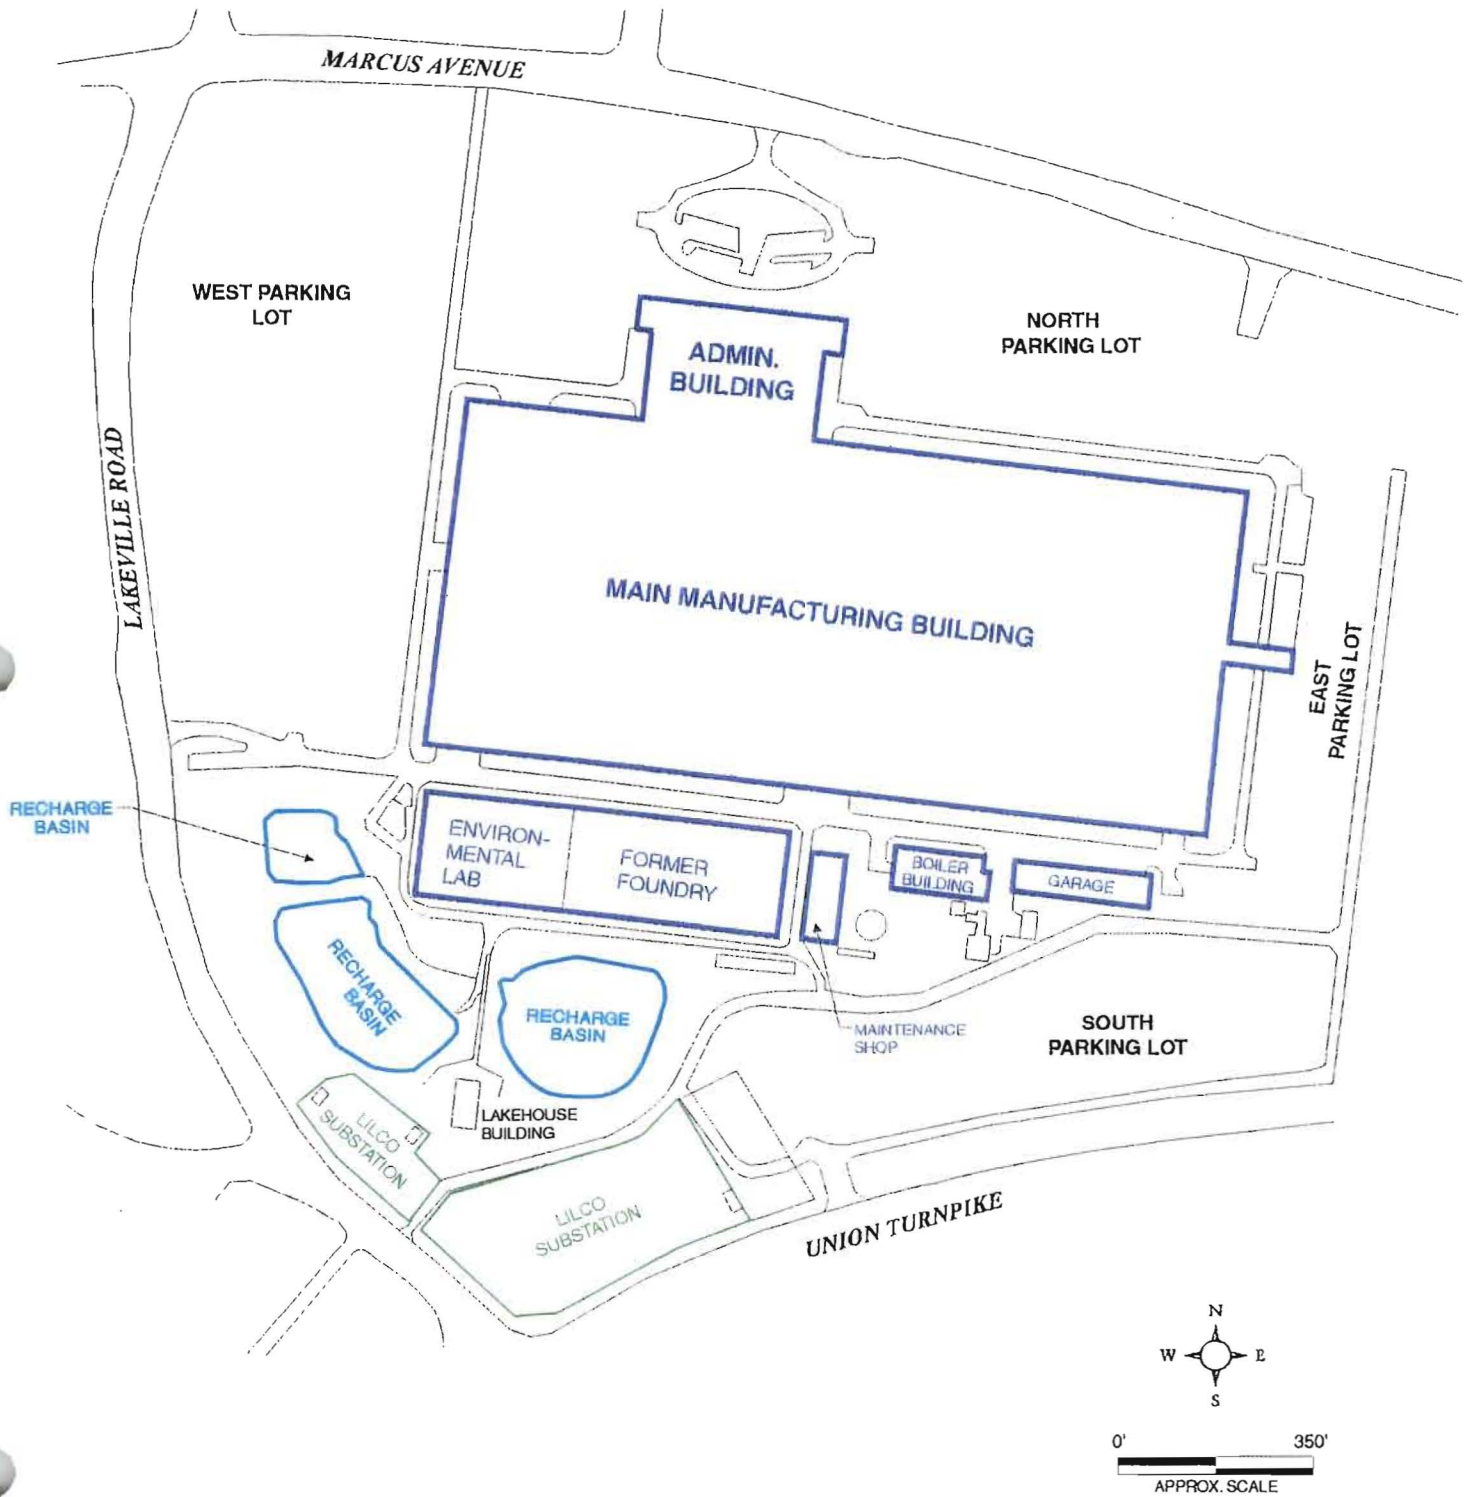 MARCUS AVENUE
WEST PARKING
LOT
NORTH
PARKING LOT
ADMIN.
BUILDING
LAKEVILLE ROAD
MAIN MANUFACTURING BUILDING
EAST
PARKING LOT
RECHARGE
BASIN
ENVIRON-
MENTAL
LAB
FORMER
FOUNDRY
BOILER
BUILDING
GARAGE
RECHARGE
BASIN
RECHARGE
BASIN
MAINTENANCE
SHOP
SOUTH
PARKING LOT
LILCO
SUBSTATION
LAKEHOUSE
BUILDING
LILCO
SUBSTATION
UNION TURNPIKE
N
W E
S
0' 350'
APPROX. SCALE